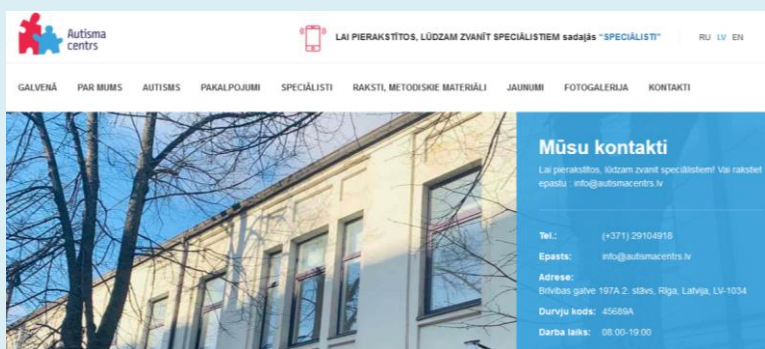 Autisma
centrs
LAI PIERAKSTĪTOS, LŪDZAM ZVANĪT SPECIĀLISTIEM sadaļās "SPECIĀLISTI"
RU LV EN
GALVENĀ PAR MUMS AUTISMS PAKALPOJUMI SPECIĀLISTI RAKSTI, METODISKIE MATERIĀLI JAUNUMI FOTOGALERIJA KONTAKTI
Mūsu kontakti
Lai pierakstītos, lūdzam zvanīt speciālistiem! Vai rakstiet
epastu : info@autismacentrs.lv
Tel.: (+371) 29104918
Epasts: info@autismacentrs.lv
Adrese:
Brīvības gatve 197A 2. stāvs, Rīga, Latvija, LV-1034
Durvju kods: 45689A
Darba laiks: 08:00-19:00